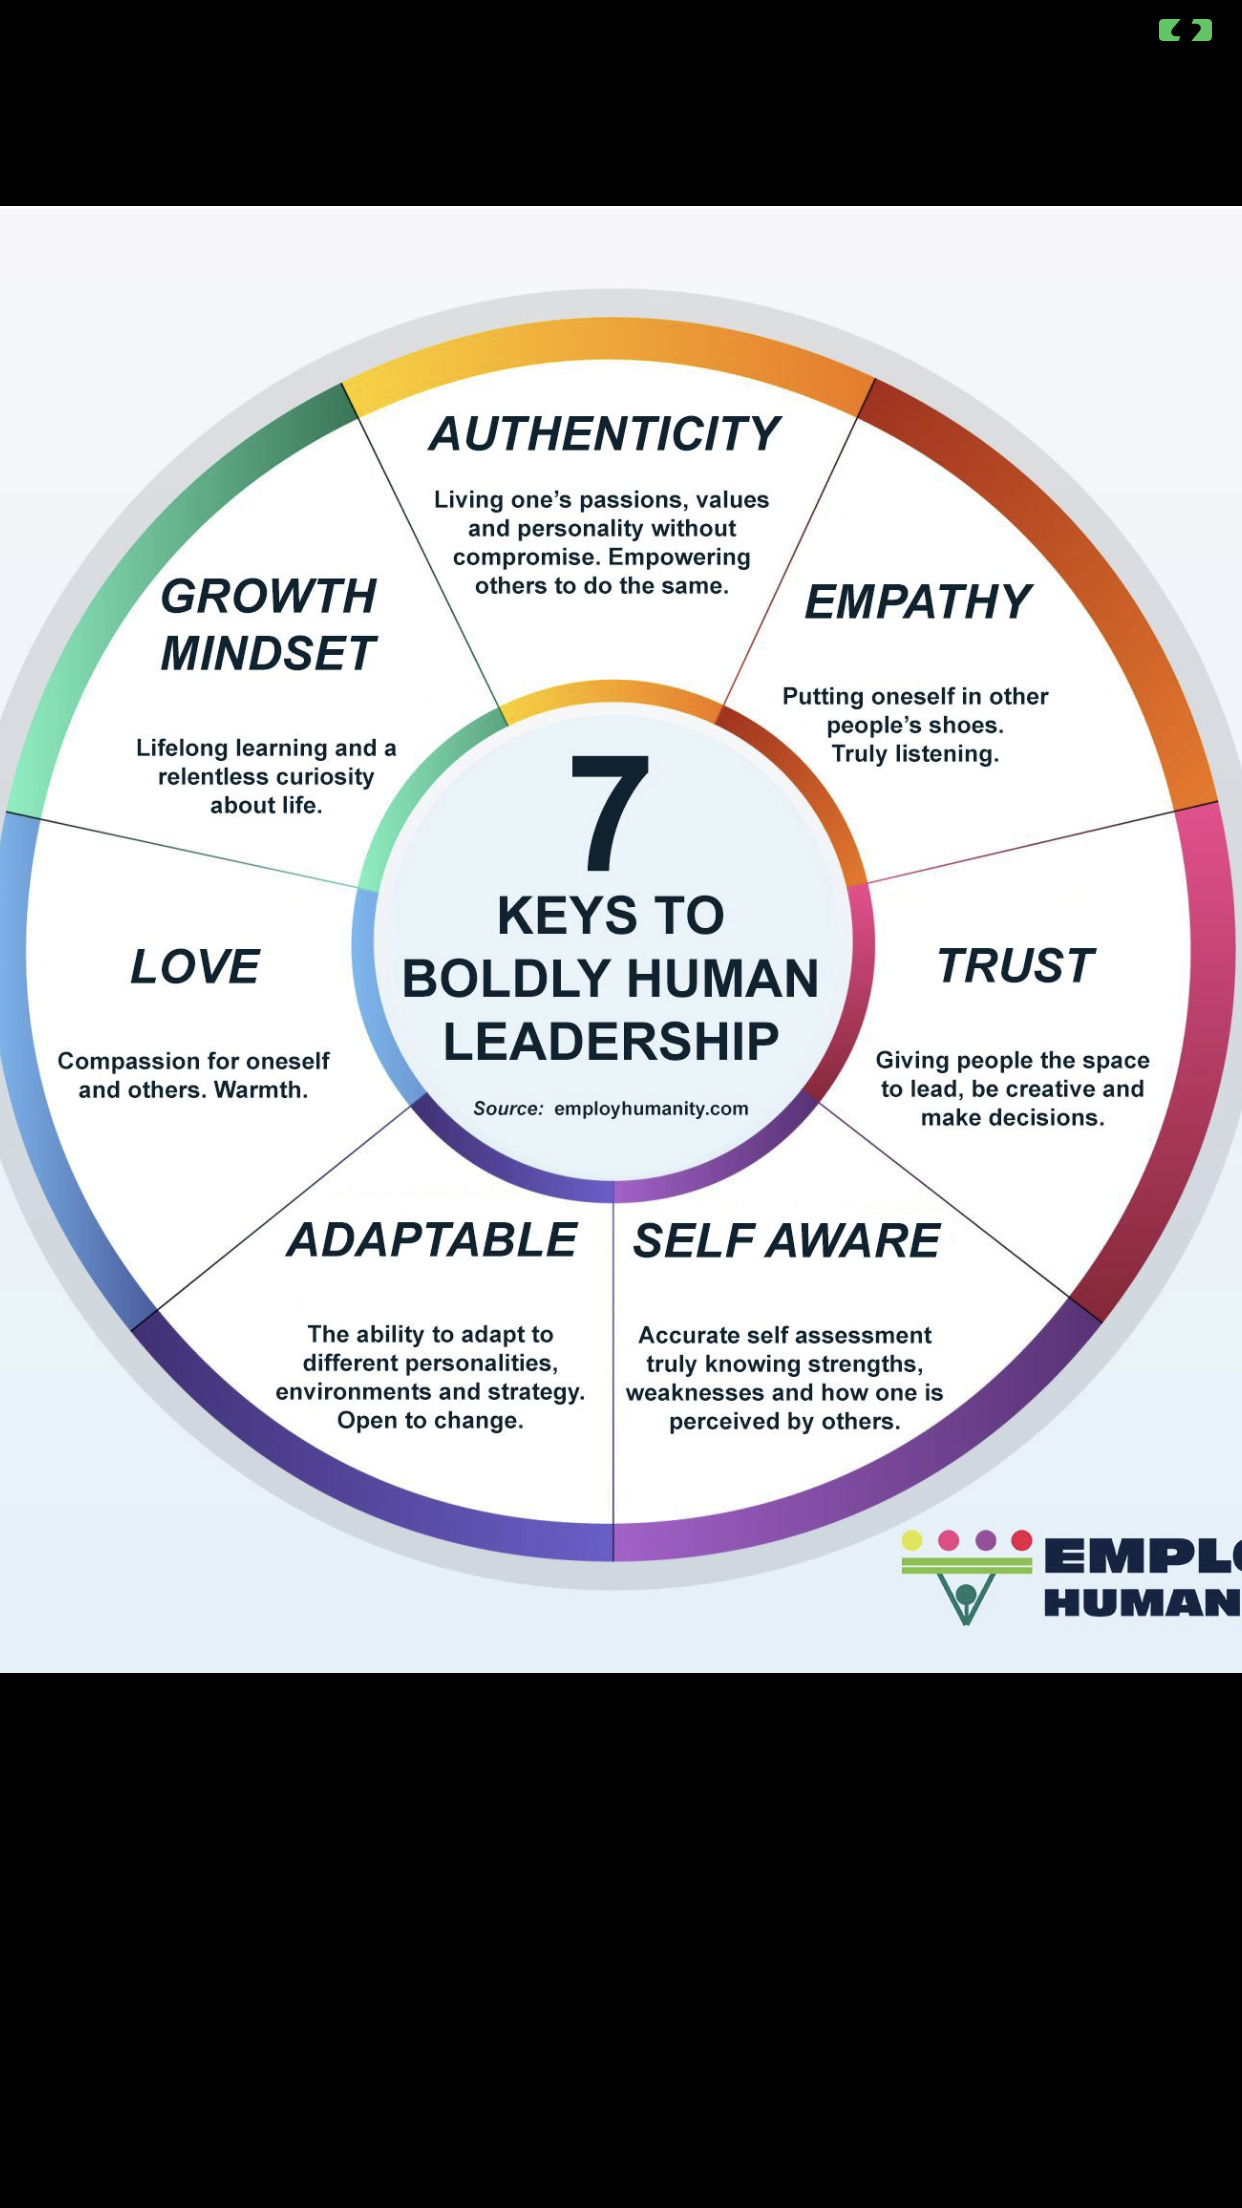 AUTHENTICITY
Living one's passions, values
and personality without
compromise. Empowering
others to do the same.
EMPATHY
Putting oneself in other
people's shoes.
Truly listening.
TRUST
Giving people the space
to lead, be creative and
make decisions.
SELF AWARE
Accurate self assessment
truly knowing strengths,
weaknesses and how one is
perceived by others.
ADAPTABLE
The ability to adapt to
different personalities,
environments and strategy.
Open to change.
LOVE
Compassion for oneself
and others. Warmth.
GROWTH
MINDSET
Lifelong learning and a
relentless curiosity
about life.
7
KEYS TO
BOLDLY HUMAN
LEADERSHIP
Source: employhumanity.com
EMPLO
HUMAN